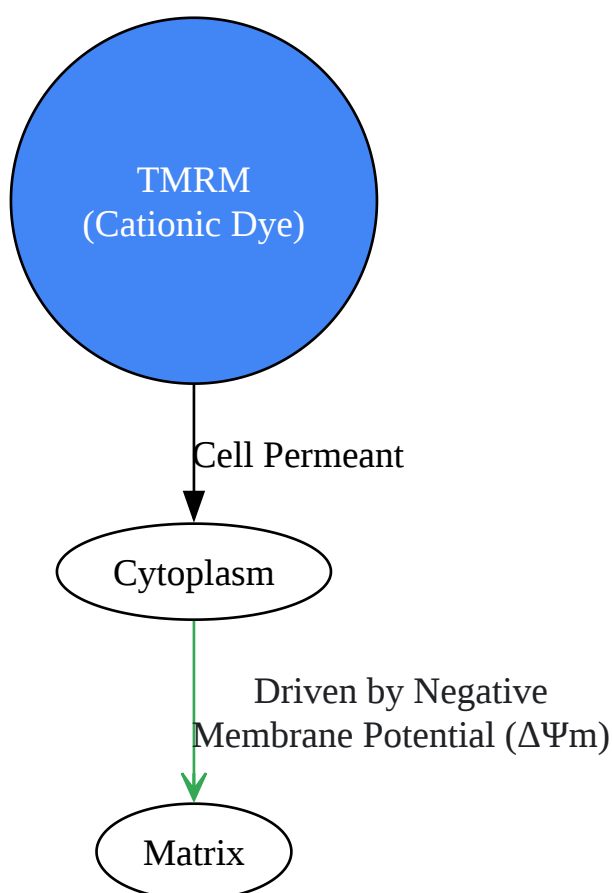 TMRM
(Cationic Dye)
Cell Permeant
Cytoplasm
Driven by Negative
Membrane Potential (ΔΨm)
Matrix